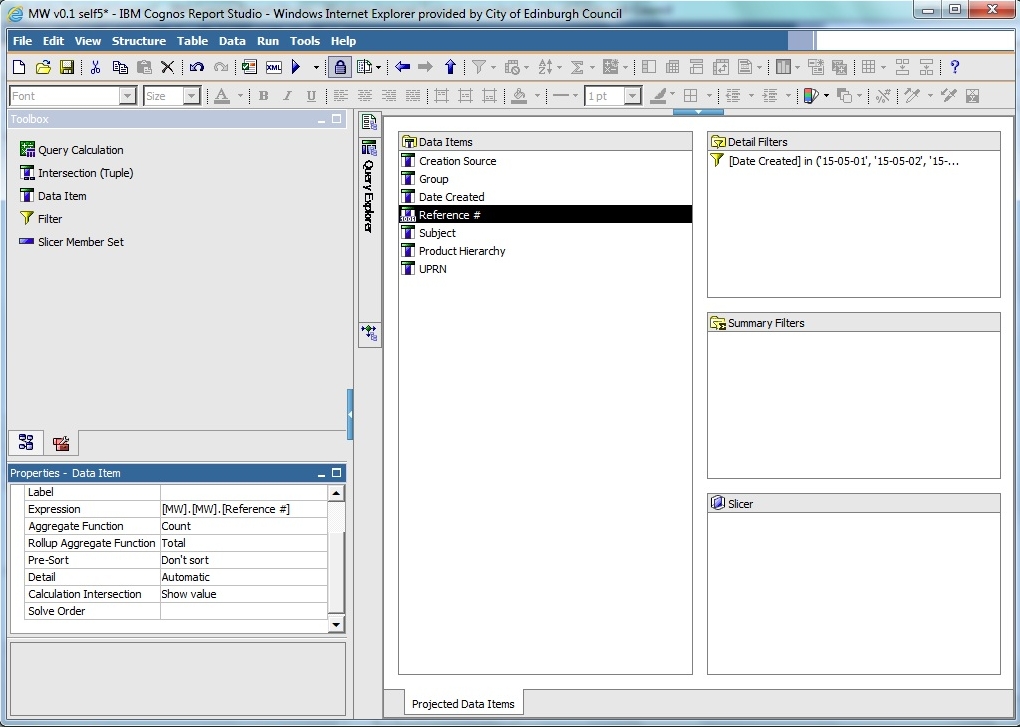 MW v0.1 self5* - IBM Cognos Report Studio - Windows Internet Explorer provided by City of Edinburgh Council
File Edit View Structure Table Data Run Tools Help
XML
Font Size A B I U 1 pt
Toolbox
Query Calculation
Intersection (Tuple)
Data Item
Filter
Slicer Member Set
Properties - Data Item
Label
Expression [MW].[MW].[Reference #]
Aggregate Function Count
Rollup Aggregate Function Total
Pre-Sort Don't sort
Detail Automatic
Calculation Intersection Show value
Solve Order
Query Explorer
Data Items
Creation Source
Group
Date Created
Reference #
Subject
Product Hierarchy
UPRN
Detail Filters
[Date Created] in ('15-05-01', '15-05-02', '15-...
Summary Filters
Slicer
Projected Data Items